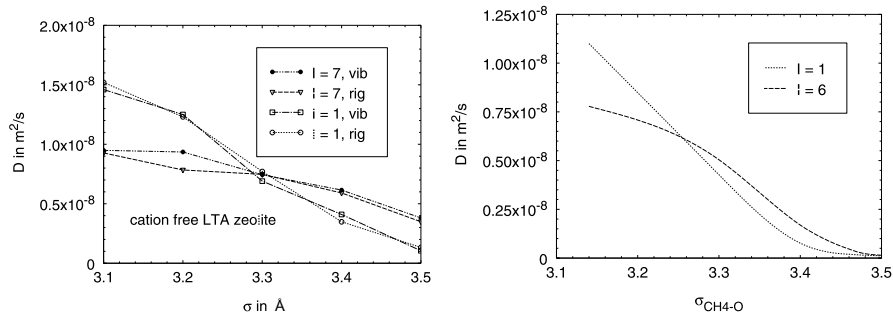 2.0x10-8
1.5x10-8
1.0x10-8
0.5x10-8
0
D in m2/s
3.1 3.2 3.3 3.4 3.5
σ in Å
I = 7, vib
I = 7, rig
i = 1, vib
i = 1, rig
cation free LTA zeolite
1.25x10-8
1.00x10-8
0.75x10-8
0.50x10-8
0.25x10-8
0
D in m2/s
3.1 3.2 3.3 3.4 3.5
σCH4-O
I = 1
I = 6